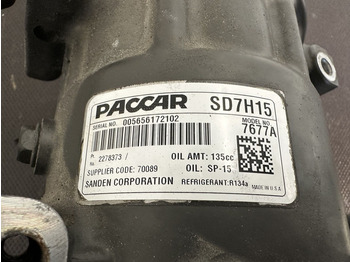 PACCAR SD7H15
SERIAL NO. 005656172102 MODEL NO.
7677A
2278373 / OIL AMT: 135cc
SUPPLIER CODE: 70089 OIL: SP-15
SANDEN CORPORATION REFRIGERANT:R134a MADE IN U.S.A